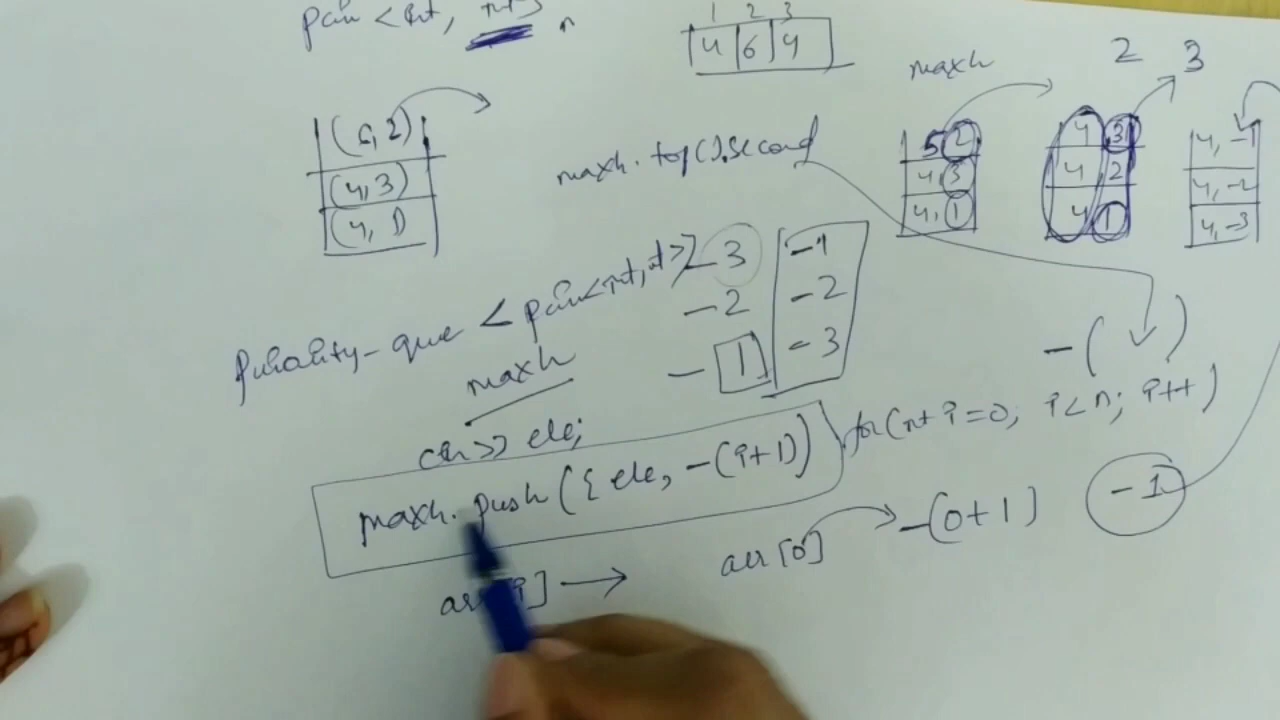 pair <int, int>
1 2 3
4 6 4
maxh
2 3
(6,2)
(4,3)
(4,1)
maxh.top().second
5 2
4, 3
4, 1
4 3
4 2
4 1
4, -1
4, -2
4, -3
-3 -1
-2 -2
-1 -3
-( )
<pair<int,int>>
maxh
cin >> ele;
maxh.push({ele, -(i+1)}) for(int i=0; i<n; i++)
arr[i] → arr[0] → -(0+1) -1